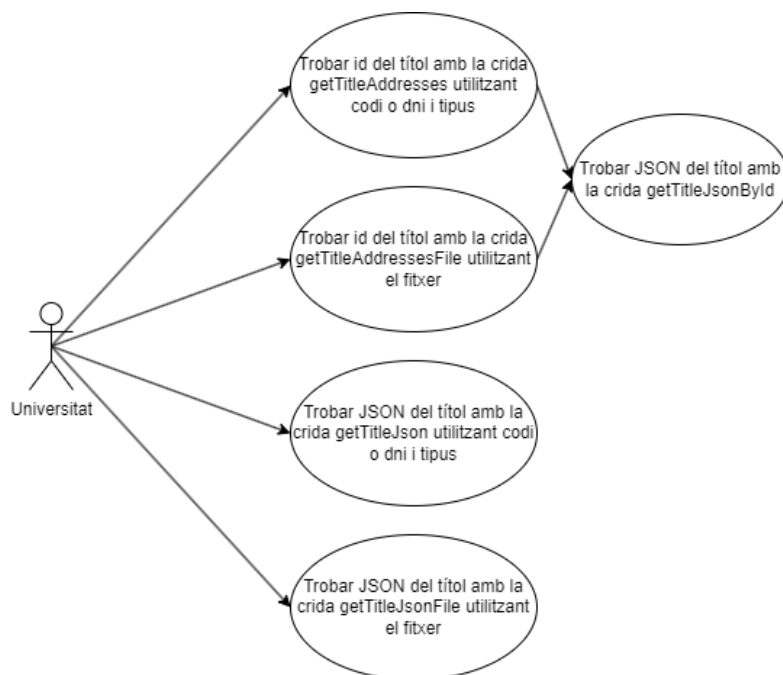 Trobar id del títol amb la crida
getTitleAddresses utilitzant
codi o dni i tipus
Trobar JSON del títol amb
la crida getTitleJsonById
Trobar id del títol amb la crida
getTitleAddressesFile utilitzant
el fitxer
Universitat
Trobar JSON del títol amb la
crida getTitleJson utilitzant codi
o dni i tipus
Trobar JSON del títol amb la
crida getTitleJsonFile utilitzant
el fitxer